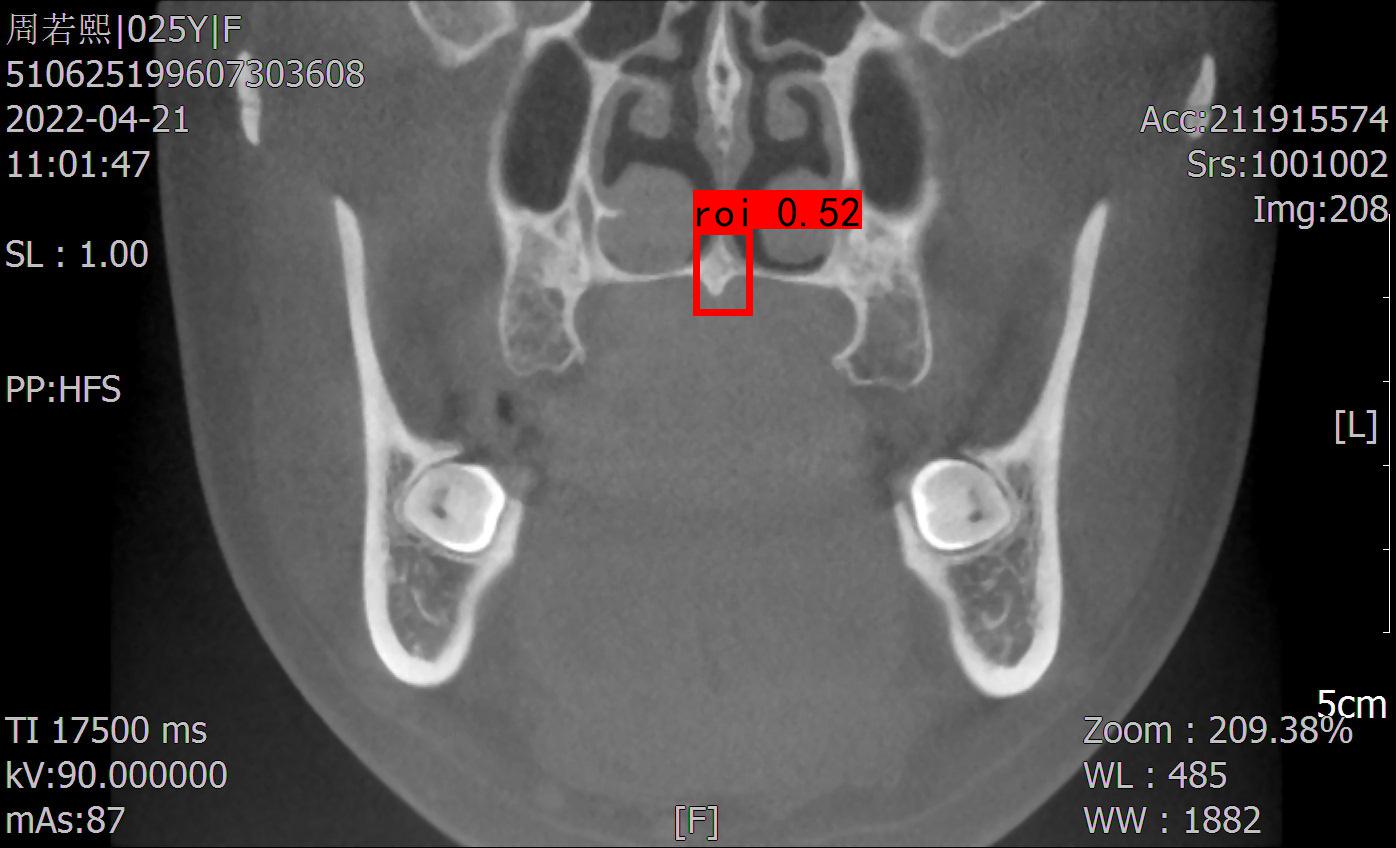 周若熙|025Y|F
510625199607303608
2022-04-21
11:01:47
SL : 1.00
PP:HFS
Acc:211915574
Srs:1001002
Img:208
roi 0.52
[L]
5cm
TI 17500 ms
kV:90.000000
mAs:87
[F]
Zoom : 209.38%
WL : 485
WW : 1882